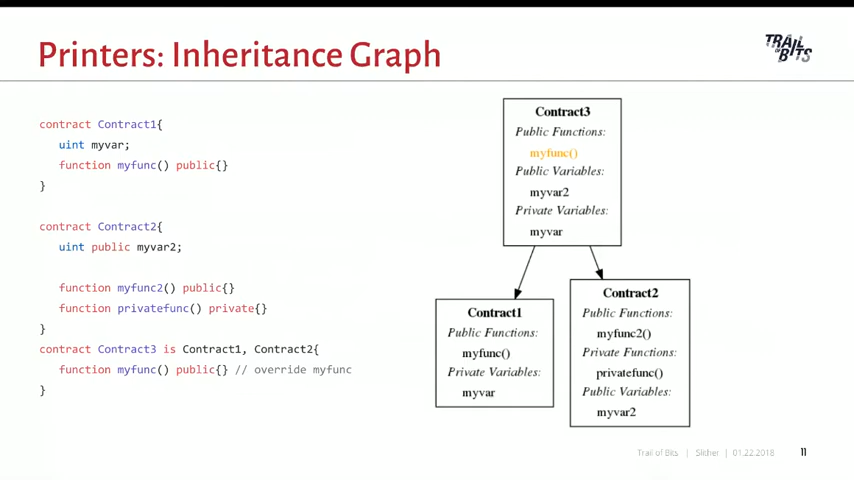 Printers: Inheritance Graph
TRAIL
OF
BITS
contract Contract1{
uint myvar;
function myfunc() public{}
}
contract Contract2{
uint public myvar2;
function myfunc2() public{}
function privatefunc() private{}
}
contract Contract3 is Contract1, Contract2{
function myfunc() public{} // override myfunc
}
Contract3
Public Functions:
myfunc()
Public Variables:
myvar2
Private Variables:
myvar
Contract1
Public Functions:
myfunc()
Private Variables:
myvar
Contract2
Public Functions:
myfunc2()
Private Functions:
privatefunc()
Public Variables:
myvar2
Trail of Bits | Slither | 01.22.2018 11